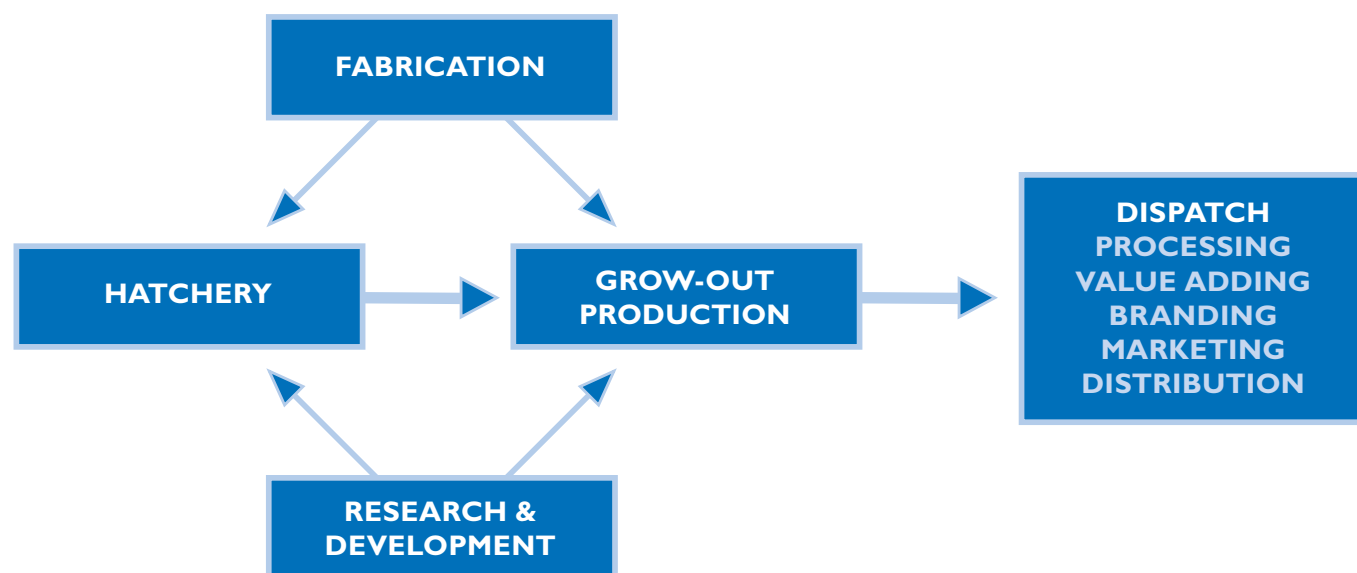 FABRICATION
HATCHERY
GROW-OUT
PRODUCTION
DISPATCH
PROCESSING
VALUE ADDING
BRANDING
MARKETING
DISTRIBUTION
RESEARCH &
DEVELOPMENT